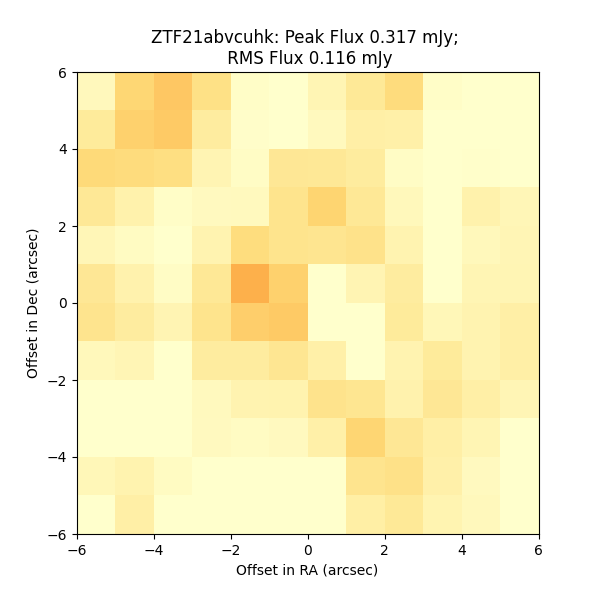 ZTF21abvcuhk: Peak Flux 0.317 mJy;
RMS Flux 0.116 mJy
6
4
2
0
−2
−4
−6
Offset in Dec (arcsec)
−6 −4 −2 0 2 4 6
Offset in RA (arcsec)